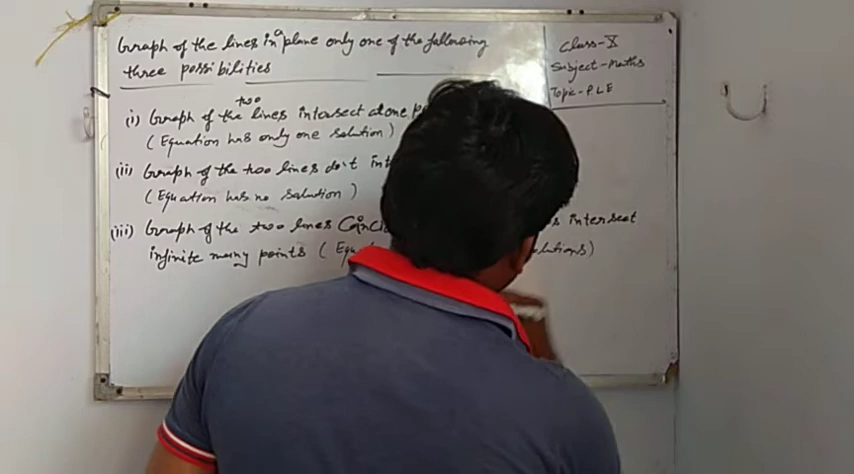 Graph of the lines in a plane only one of the following
three possibilities
Class-X
Subject-Maths
Topic-P.L.E
(i) Graph of the two lines intersect at one
(Equation has only one solution)
(ii) Graph of the two lines do't
(Equation has no solution)
(iii) Graph of the two lines intersect
infinite many points (